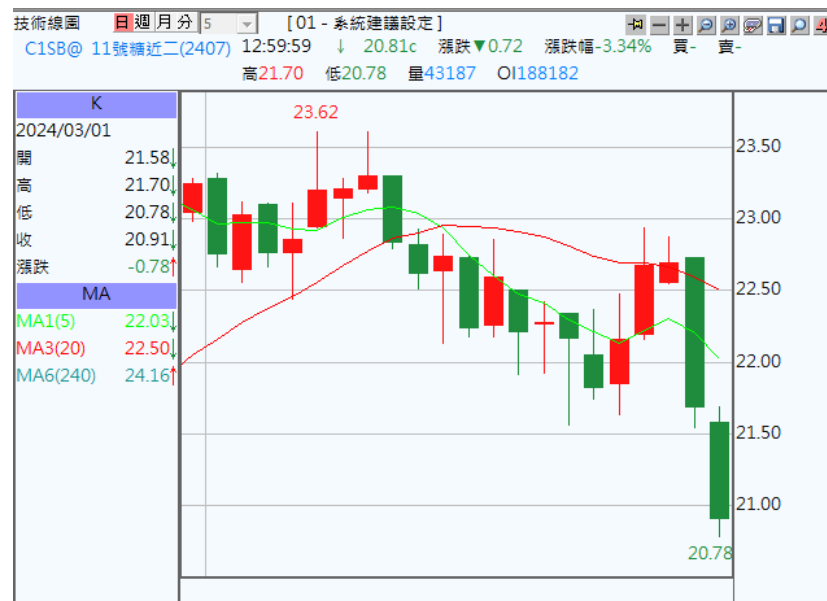 技術線圖 日 週 月 分 5 [01 - 系統建議設定]
C1SB@ 11號糖近二(2407) 12:59:59 ↓ 20.81c 漲跌▼0.72 漲跌幅-3.34% 買- 賣-
高21.70 低20.78 量43187 OI188182
K
2024/03/01
開 21.58↓
高 21.70↓
低 20.78↓
收 20.91↓
漲跌 -0.78↑
MA
MA1(5) 22.03↓
MA3(20) 22.50↓
MA6(240) 24.16↑
23.62
23.50
23.00
22.50
22.00
21.50
21.00
20.78